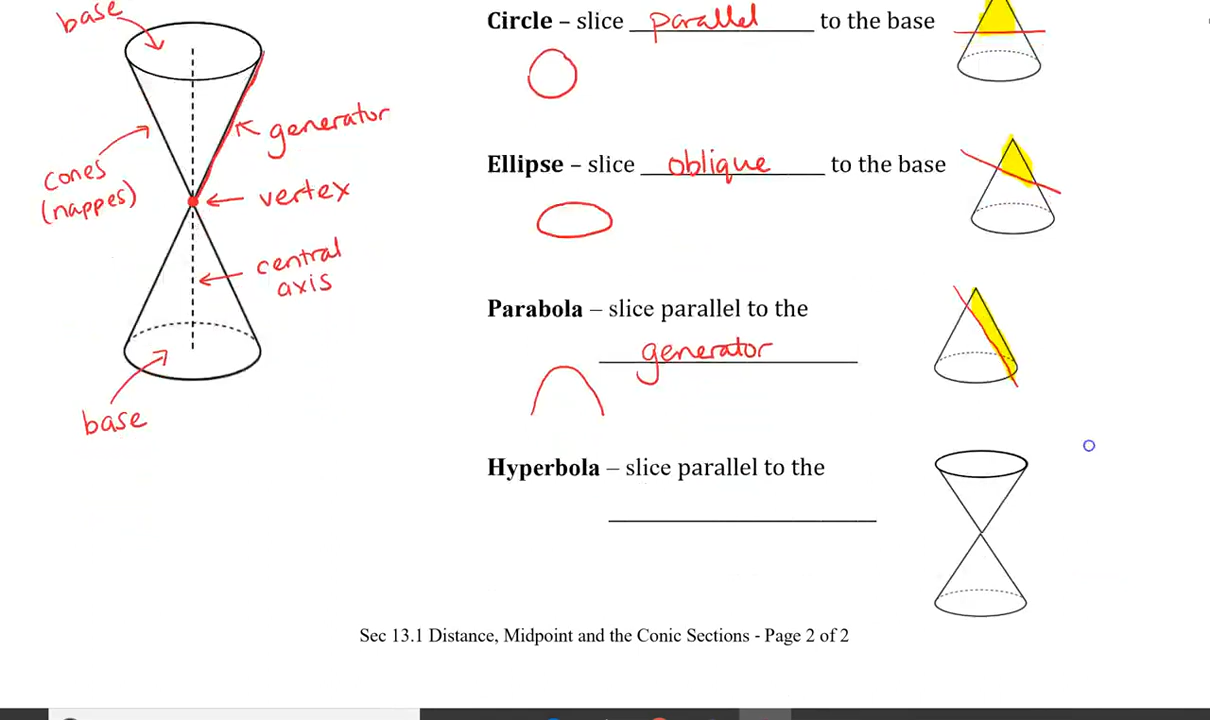 base
Circle – slice parallel to the base
generator
cones
(nappes)
Ellipse – slice oblique to the base
vertex
central
axis
Parabola – slice parallel to the
generator
base
Hyperbola – slice parallel to the
Sec 13.1 Distance, Midpoint and the Conic Sections - Page 2 of 2